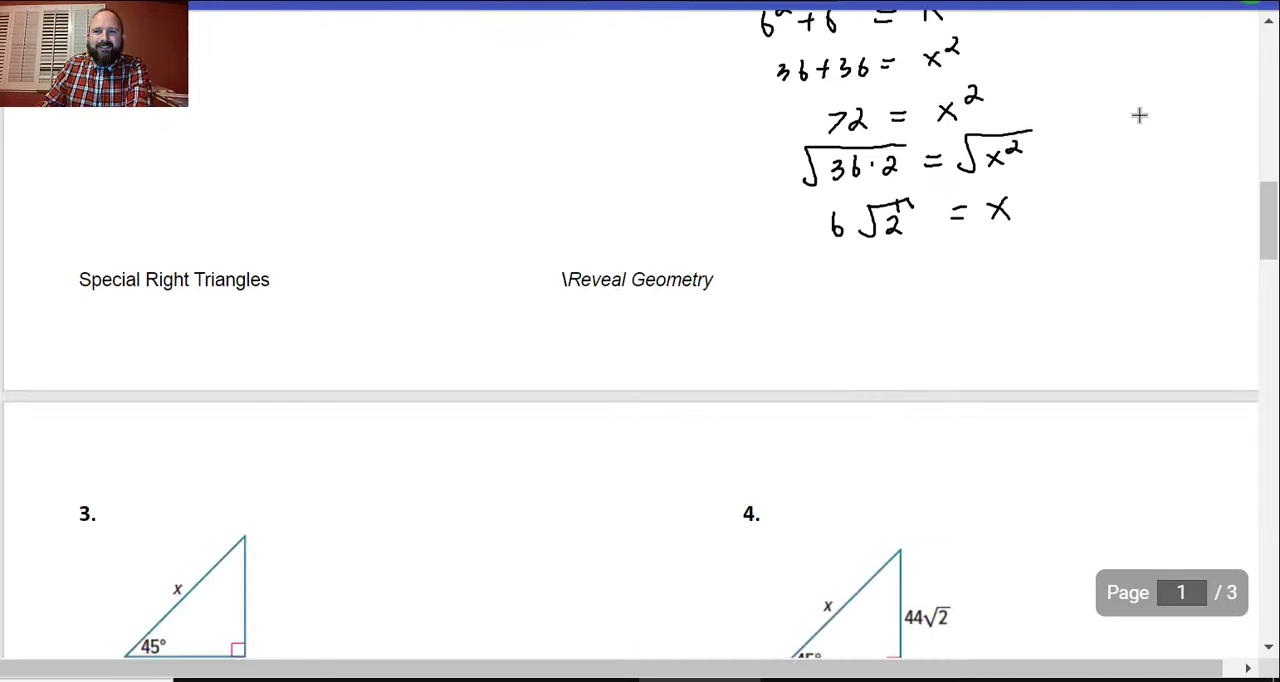 36+36 = x²
72 = x²
√36·2 = √x²
6√2 = x
Special Right Triangles
\Reveal Geometry
3.
4.
x
45°
x
44√2
Page 1 / 3